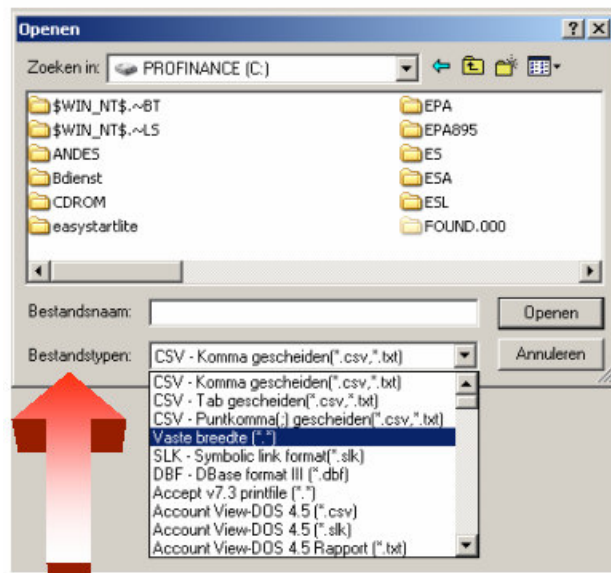 Openen
Zoeken in: PROFINANCE (C:)
$WIN_NT$.~BT
$WIN_NT$.~LS
ANDES
Bdienst
CDROM
easystartlite
EPA
EPA895
ES
ESA
ESL
FOUND.000
Bestandsnaam:
Openen
Bestandstypen: CSV - Komma gescheiden(*.csv,*.txt)
Annuleren
CSV - Komma gescheiden(*.csv,*.txt)
CSV - Tab gescheiden(*.csv,*.txt)
CSV - Puntkomma(;) gescheiden(*.csv,*.txt)
Vaste breedte (*.*)
SLK - Symbolic link format(*.slk)
DBF - DBase format III (*.dbf)
Accept v7.3 printfile (*.*)
Account View-DOS 4.5 (*.csv)
Account View-DOS 4.5 (*.slk)
Account View-DOS 4.5 Rapport (*.txt)